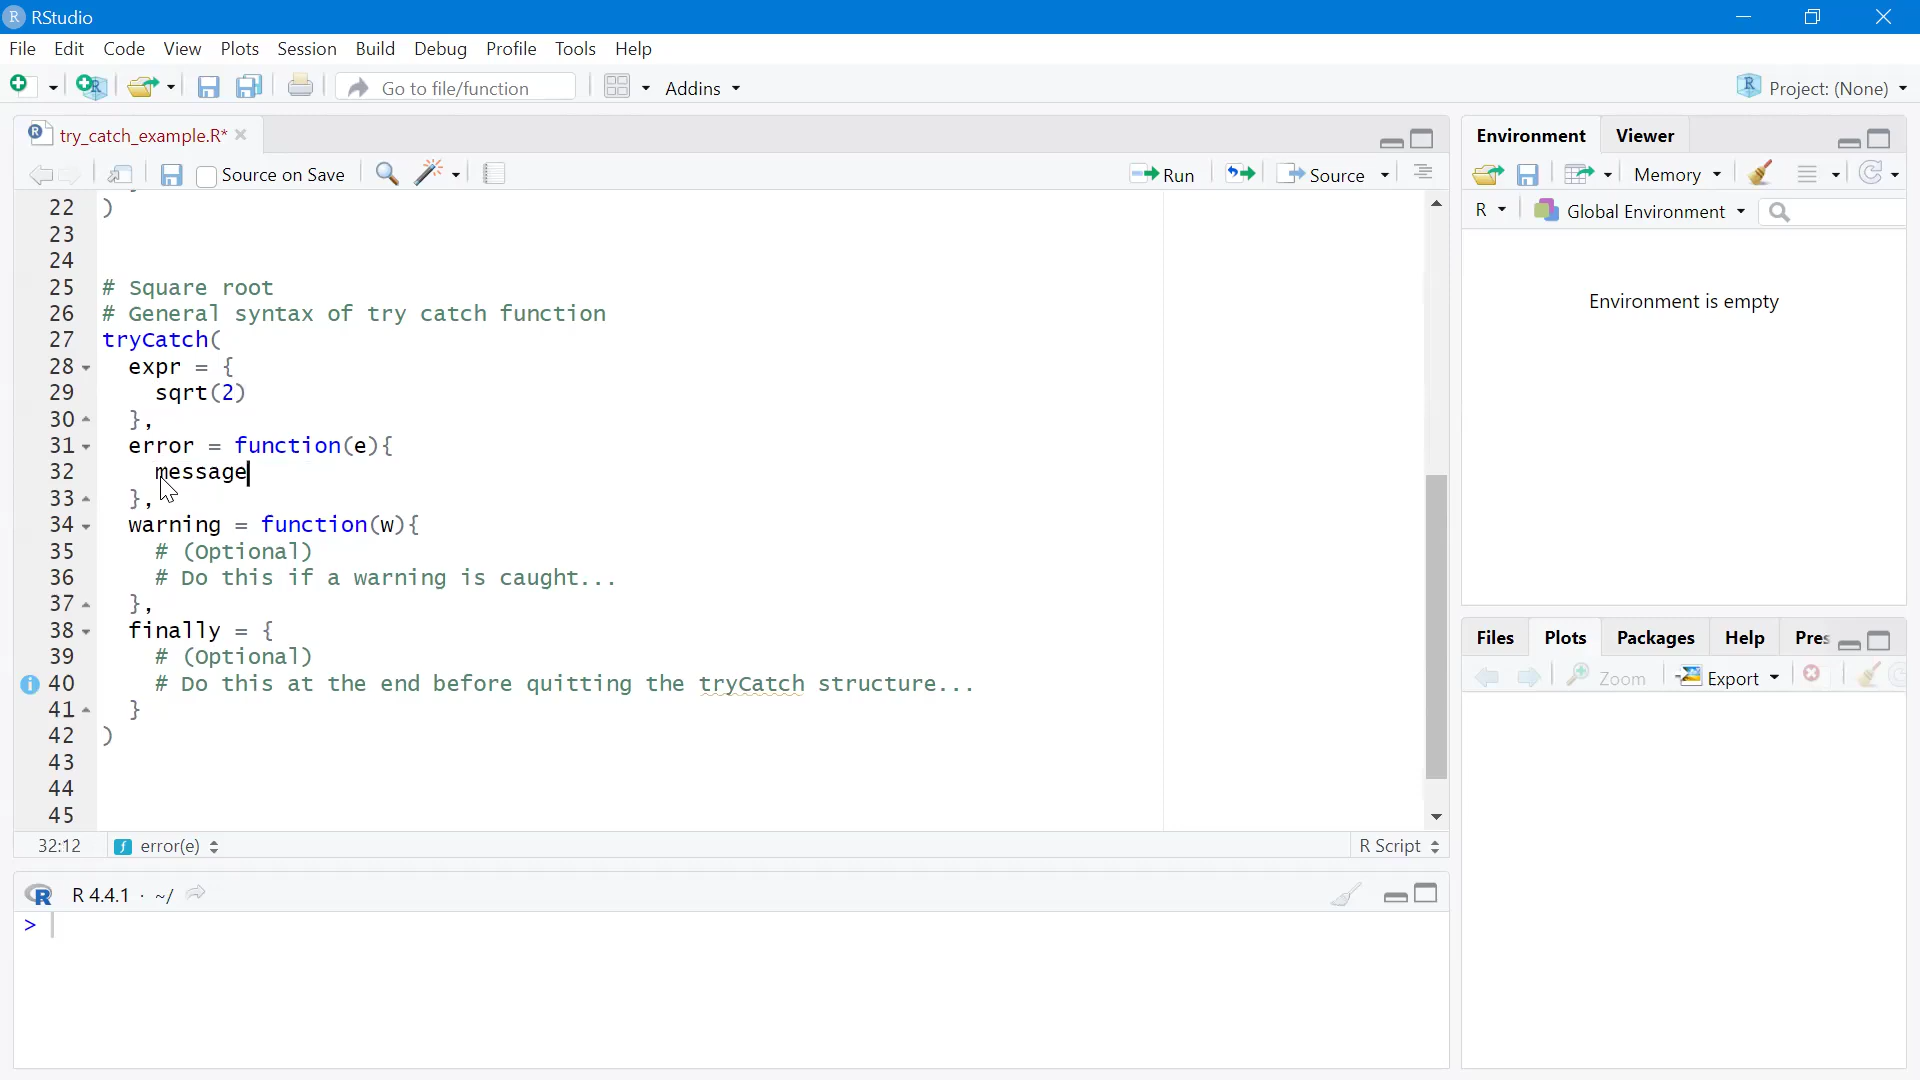 RStudio
File Edit Code View Plots Session Build Debug Profile Tools Help
Go to file/function Addins Project: (None)
try_catch_example.R*
Source on Save Run Source
22 )
23
24
25 # Square root
26 # General syntax of try catch function
27 tryCatch(
28 expr = {
29 sqrt(2)
30 },
31 error = function(e){
32 message
33 },
34 warning = function(w){
35 # (Optional)
36 # Do this if a warning is caught...
37 },
38 finally = {
39 # (Optional)
40 # Do this at the end before quitting the tryCatch structure...
41 }
42 )
43
44
45
32:12 error(e) R Script
R 4.4.1 · ~/
>
Environment Viewer
Memory
R Global Environment
Environment is empty
Files Plots Packages Help Pres
Zoom Export